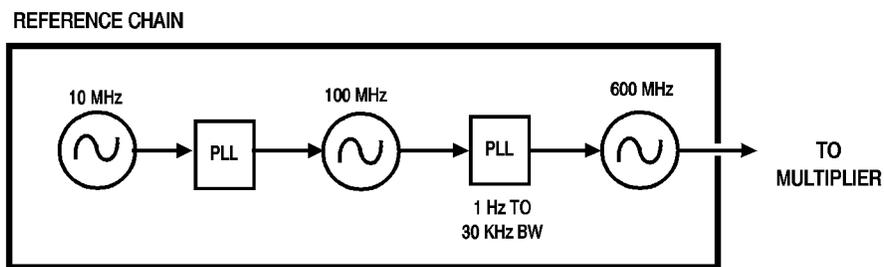 REFERENCE CHAIN
10 MHz
100 MHz
600 MHz
PLL
PLL
TO
MULTIPLIER
1 Hz TO
30 KHz BW